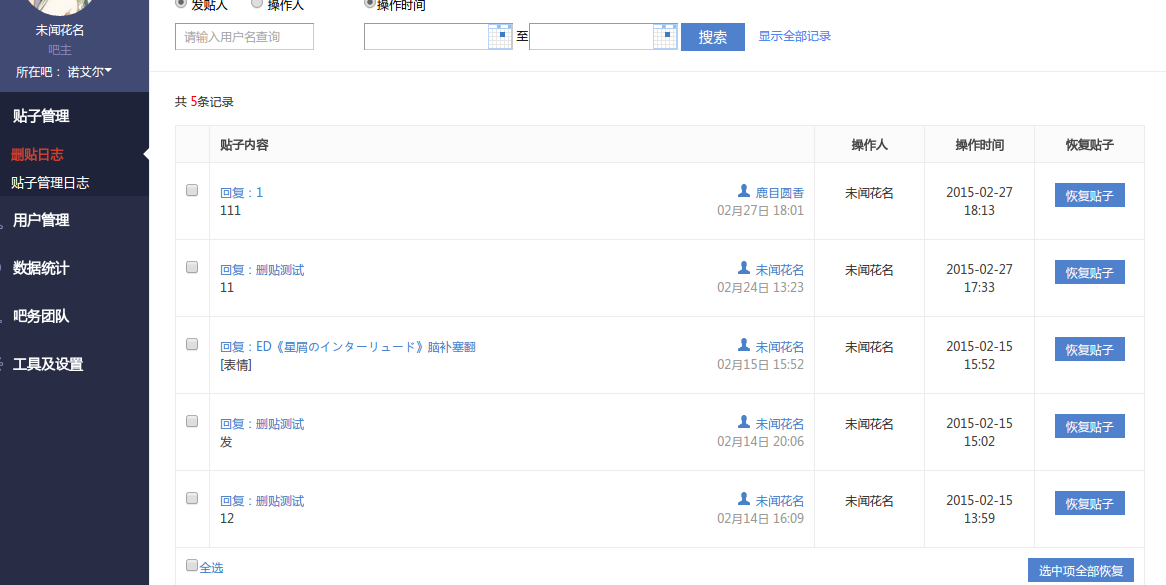 未闻花名
吧主
所在吧： 诺艾尔
贴子管理
删贴日志
贴子管理日志
用户管理
数据统计
吧务团队
工具及设置
发贴人 操作人 操作时间
请输入用户名查询 至 搜索 显示全部记录
共 5条记录
贴子内容 操作人 操作时间 恢复贴子
回复：1 鹿目圆香 未闻花名 2015-02-27 恢复贴子
111 02月27日 18:01 18:13
回复：删贴测试 未闻花名 未闻花名 2015-02-27 恢复贴子
11 02月24日 13:23 17:33
回复：ED《星屑のインターリュード》脑补塞翻 未闻花名 未闻花名 2015-02-15 恢复贴子
[表情] 02月15日 15:52 15:52
回复：删贴测试 未闻花名 未闻花名 2015-02-15 恢复贴子
发 02月14日 20:06 15:02
回复：删贴测试 未闻花名 未闻花名 2015-02-15 恢复贴子
12 02月14日 16:09 13:59
全选 选中项全部恢复